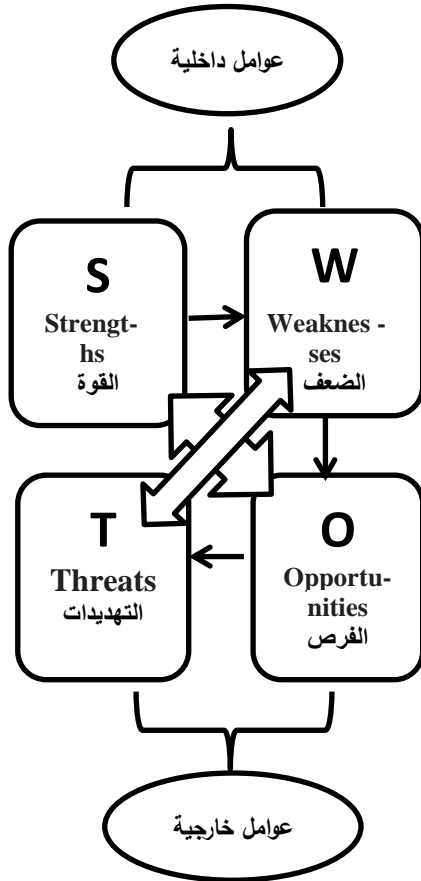 عوامل داخلية
S
Strengt-
hs
القوة
W
Weaknes -
ses
الضعف
T
Threats
التهديدات
O
Opportu-
nities
الفرص
عوامل خارجية